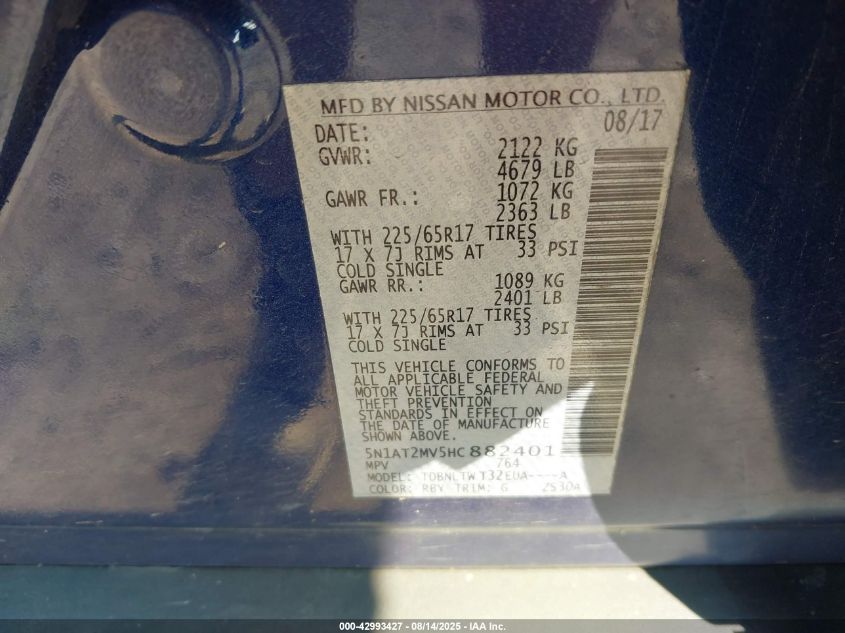 MFD BY NISSAN MOTOR CO., LTD.
DATE: 08/17
GVWR: 2122 KG
4679 LB
GAWR FR.: 1072 KG
2363 LB
WITH 225/65R17 TIRES
17 X 7J RIMS AT 33 PSI
COLD SINGLE
GAWR RR.: 1089 KG
2401 LB
WITH 225/65R17 TIRES
17 X 7J RIMS AT 33 PSI
COLD SINGLE
THIS VEHICLE CONFORMS TO
ALL APPLICABLE FEDERAL
MOTOR VEHICLE SAFETY AND
THEFT PREVENTION
STANDARDS IN EFFECT ON
THE DATE OF MANUFACTURE
SHOWN ABOVE.
5N1AT2MV5HC882401
MPV 764
MODEL: TDBNLTW T32EUA----A
COLOR: RBY TRIM: G ZS30A
000-42993427 - 08/14/2025 - IAA Inc.